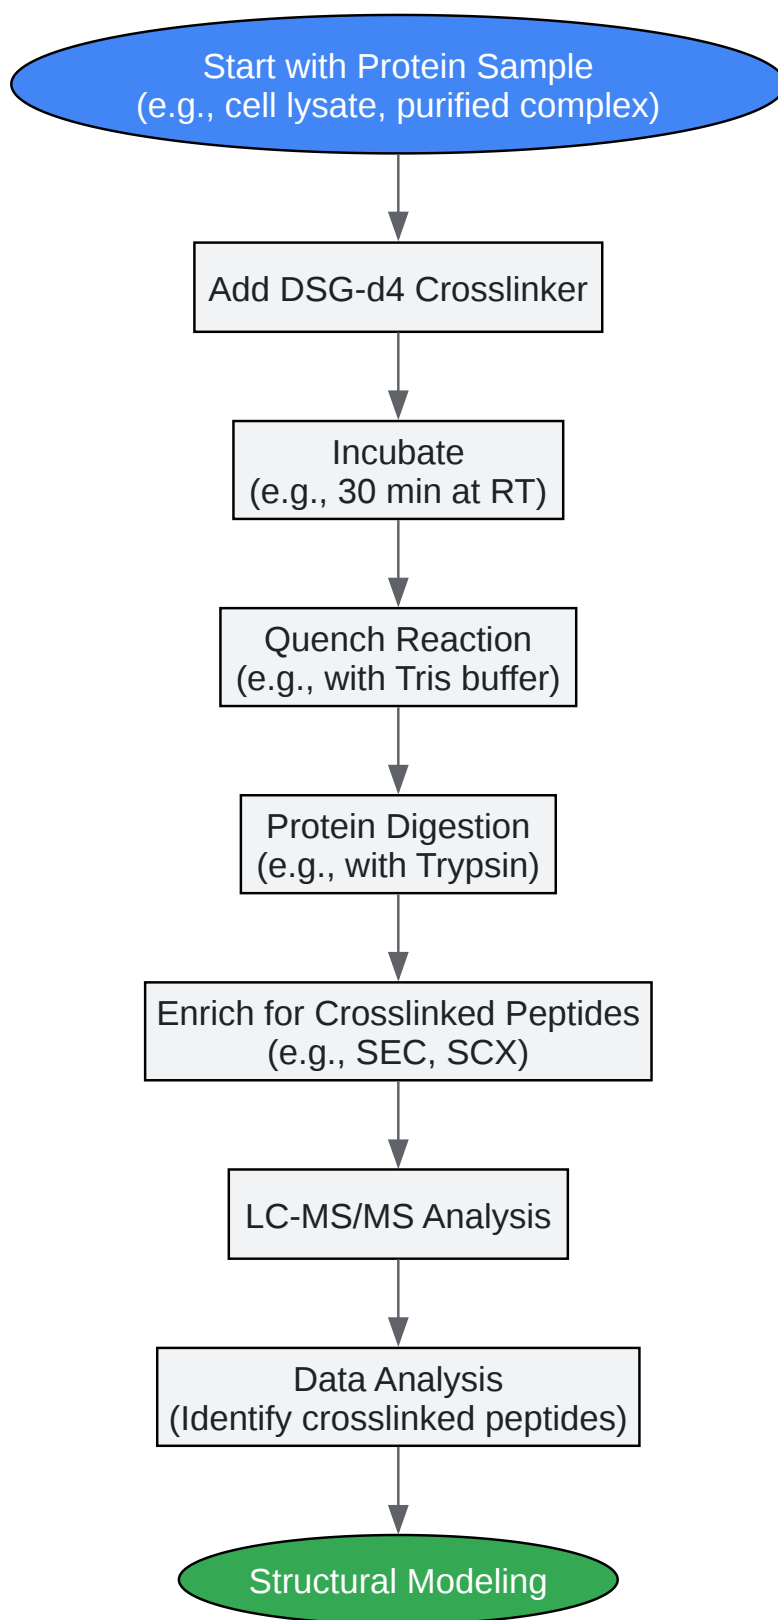 Start with Protein Sample
(e.g., cell lysate, purified complex)
Add DSG-d4 Crosslinker
Incubate
(e.g., 30 min at RT)
Quench Reaction
(e.g., with Tris buffer)
Protein Digestion
(e.g., with Trypsin)
Enrich for Crosslinked Peptides
(e.g., SEC, SCX)
LC-MS/MS Analysis
Data Analysis
(Identify crosslinked peptides)
Structural Modeling